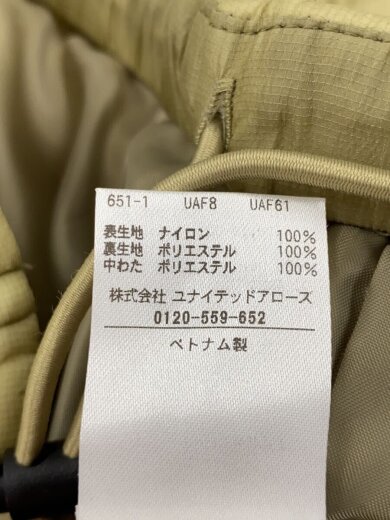 651-1 UAF8 UAF61
表生地 ナイロン 100%
裏生地 ポリエステル 100%
中わた ポリエステル 100%
株式会社 ユナイテッドアローズ
0120-559-652
ベトナム製